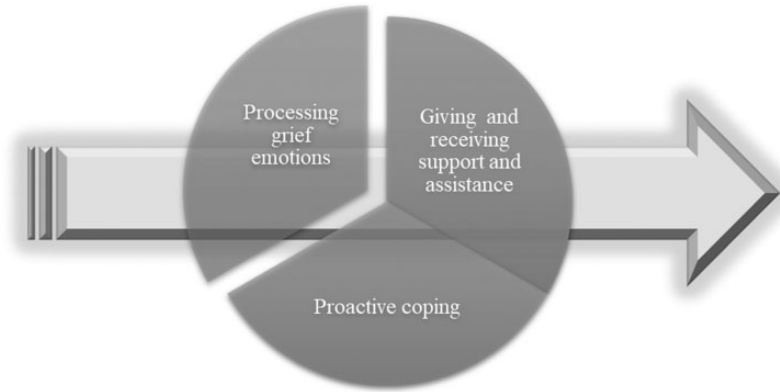 Processing
grief
emotions
Giving and
receiving
support and
assistance
Proactive coping